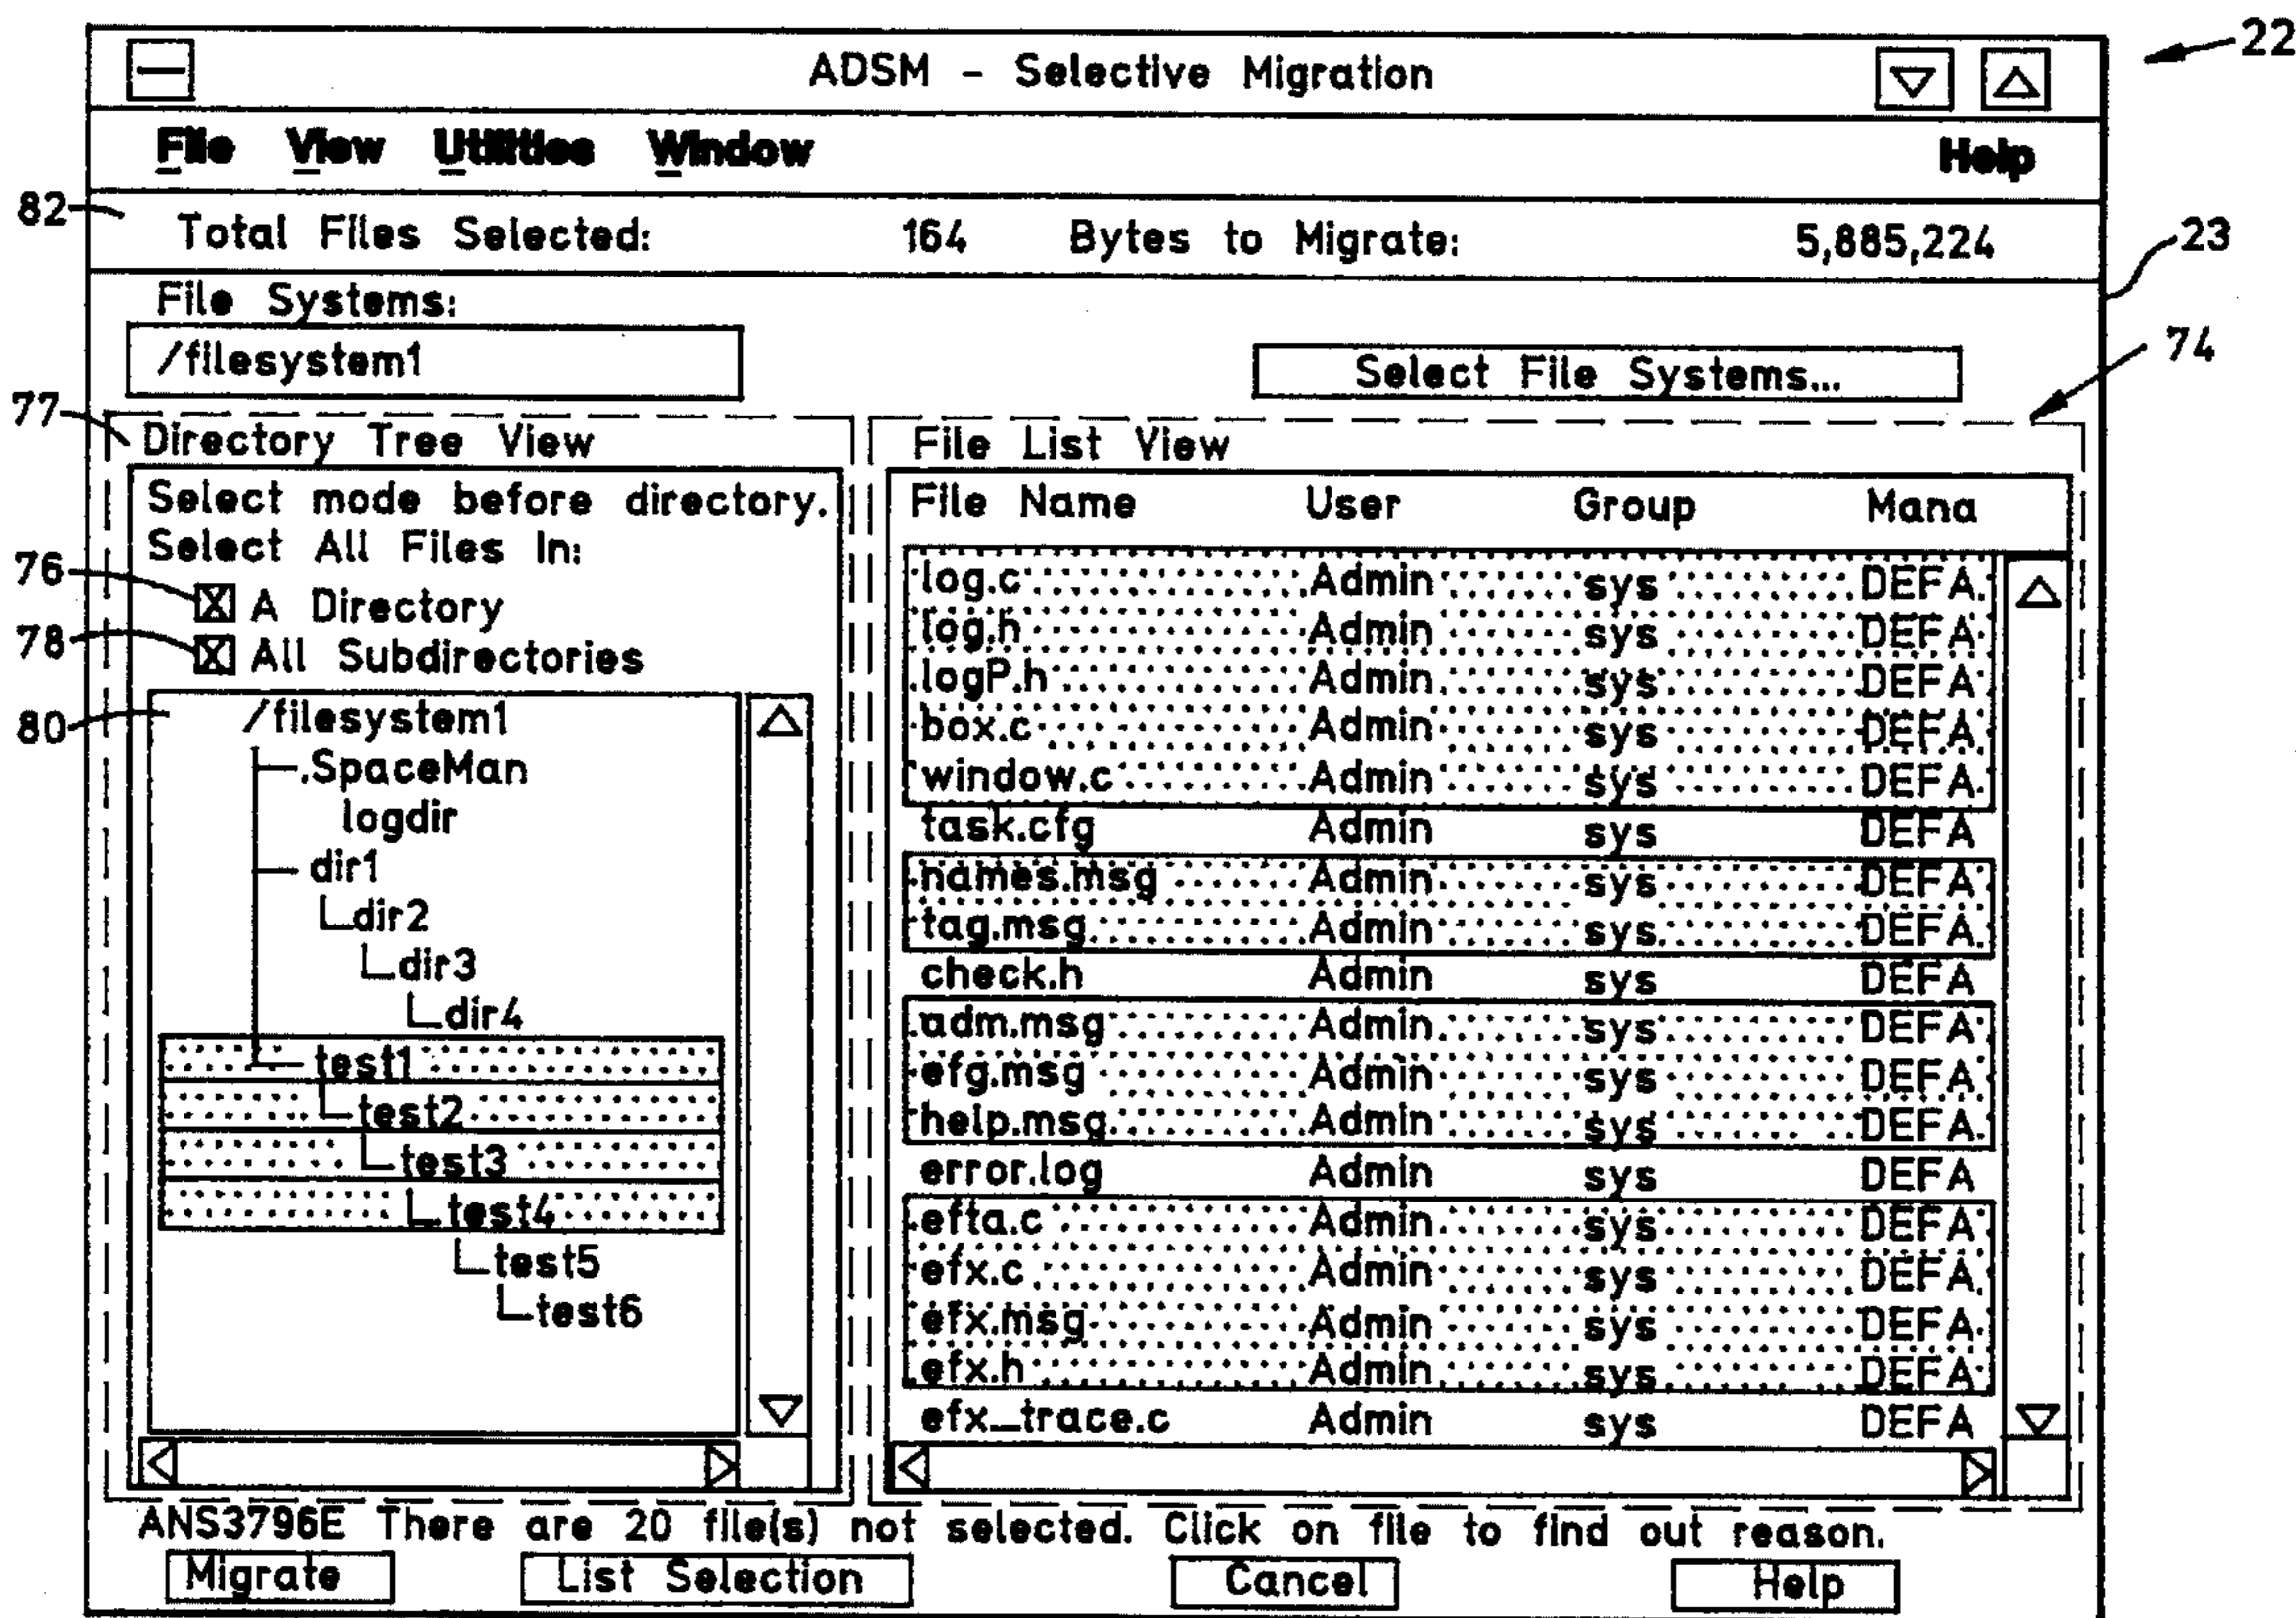 22
ADSM - Selective Migration
File View Utilities Window Help
82
Total Files Selected: 164 Bytes to Migrate: 5,885,224
23
File Systems:
/filesystem1
Select File Systems...
74
77
Directory Tree View
Select mode before directory.
Select All Files In:
76
A Directory
78
All Subdirectories
80
/filesystem1
.SpaceMan
logdir
dir1
dir2
dir3
dir4
test1
test2
test3
test4
test5
test6
File List View
File Name User Group Mana
log.c Admin sys DEFA
log.h Admin sys DEFA
logP.h Admin sys DEFA
box.c Admin sys DEFA
window.c Admin sys DEFA
task.cfg Admin sys DEFA
names.msg Admin sys DEFA
tag.msg Admin sys DEFA
check.h Admin sys DEFA
adm.msg Admin sys DEFA
efg.msg Admin sys DEFA
help.msg Admin sys DEFA
error.log Admin sys DEFA
efta.c Admin sys DEFA
efx.c Admin sys DEFA
efx.msg Admin sys DEFA
efx.h Admin sys DEFA
efx_trace.c Admin sys DEFA
ANS3796E There are 20 file(s) not selected. Click on file to find out reason.
Migrate List Selection Cancel Help